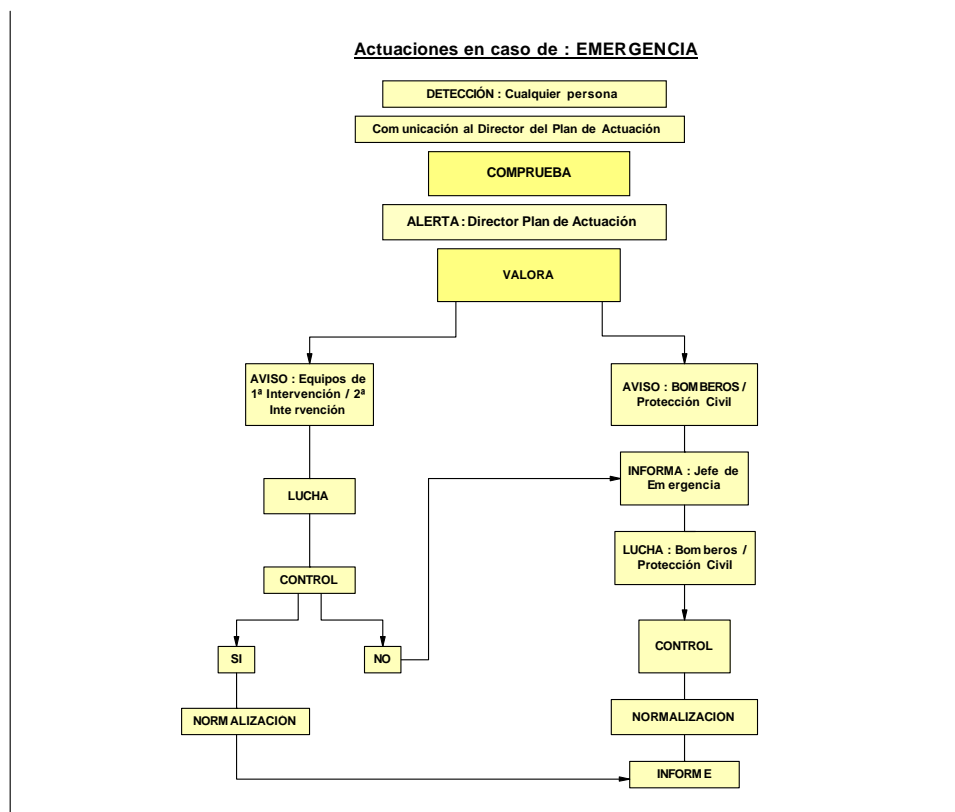 Actuaciones en caso de : EMERGENCIA
DETECCIÓN : Cualquier persona
Comunicación al Director del Plan de Actuación
COMPRUEBA
ALERTA : Director Plan de Actuación
VALORA
AVISO : Equipos de
1ª Intervención / 2ª
Intervención
LUCHA
CONTROL
SI
NO
NORMALIZACION
AVISO : BOMBEROS /
Protección Civil
INFORMA : Jefe de
Emergencia
LUCHA : Bomberos /
Protección Civil
CONTROL
NORMALIZACION
INFORME